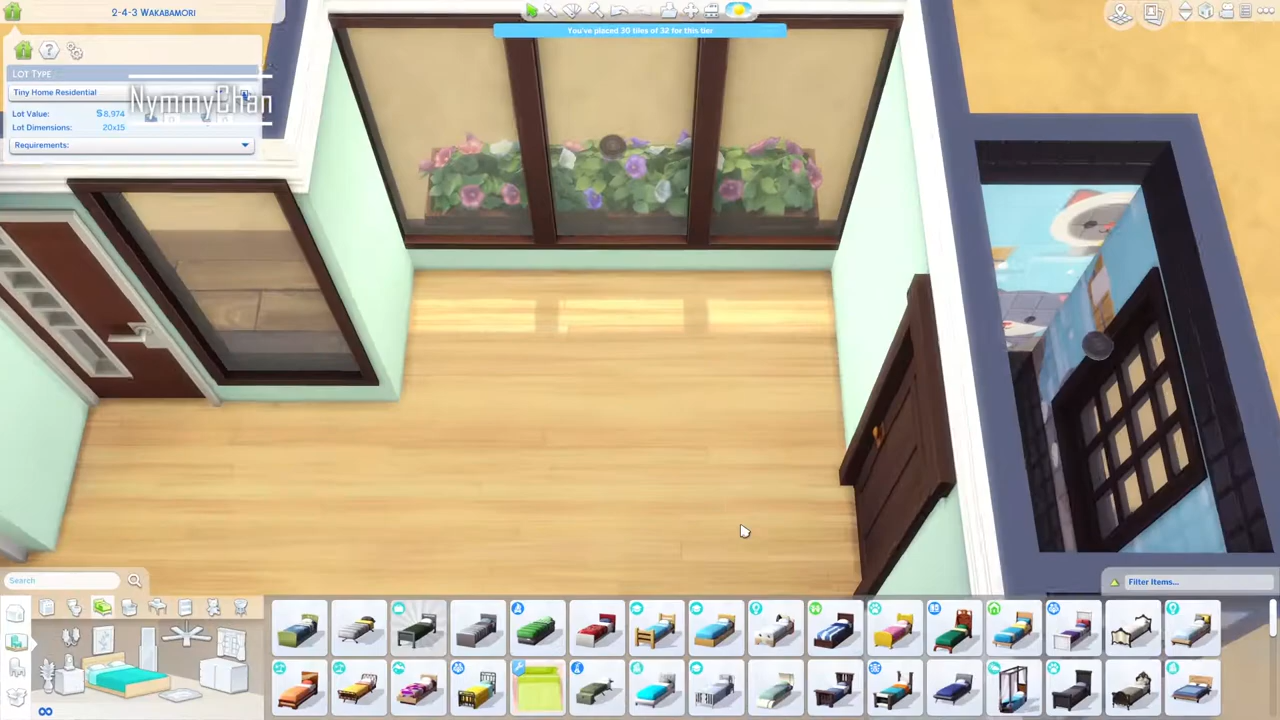 2-4-3 Wakabamori
You've placed 30 tiles of 32 for this tier
Lot Type
Tiny Home Residential
NymmyChan
Lot Value: §8,974
Lot Dimensions: 20x15
Requirements:
Search
Filter Items...